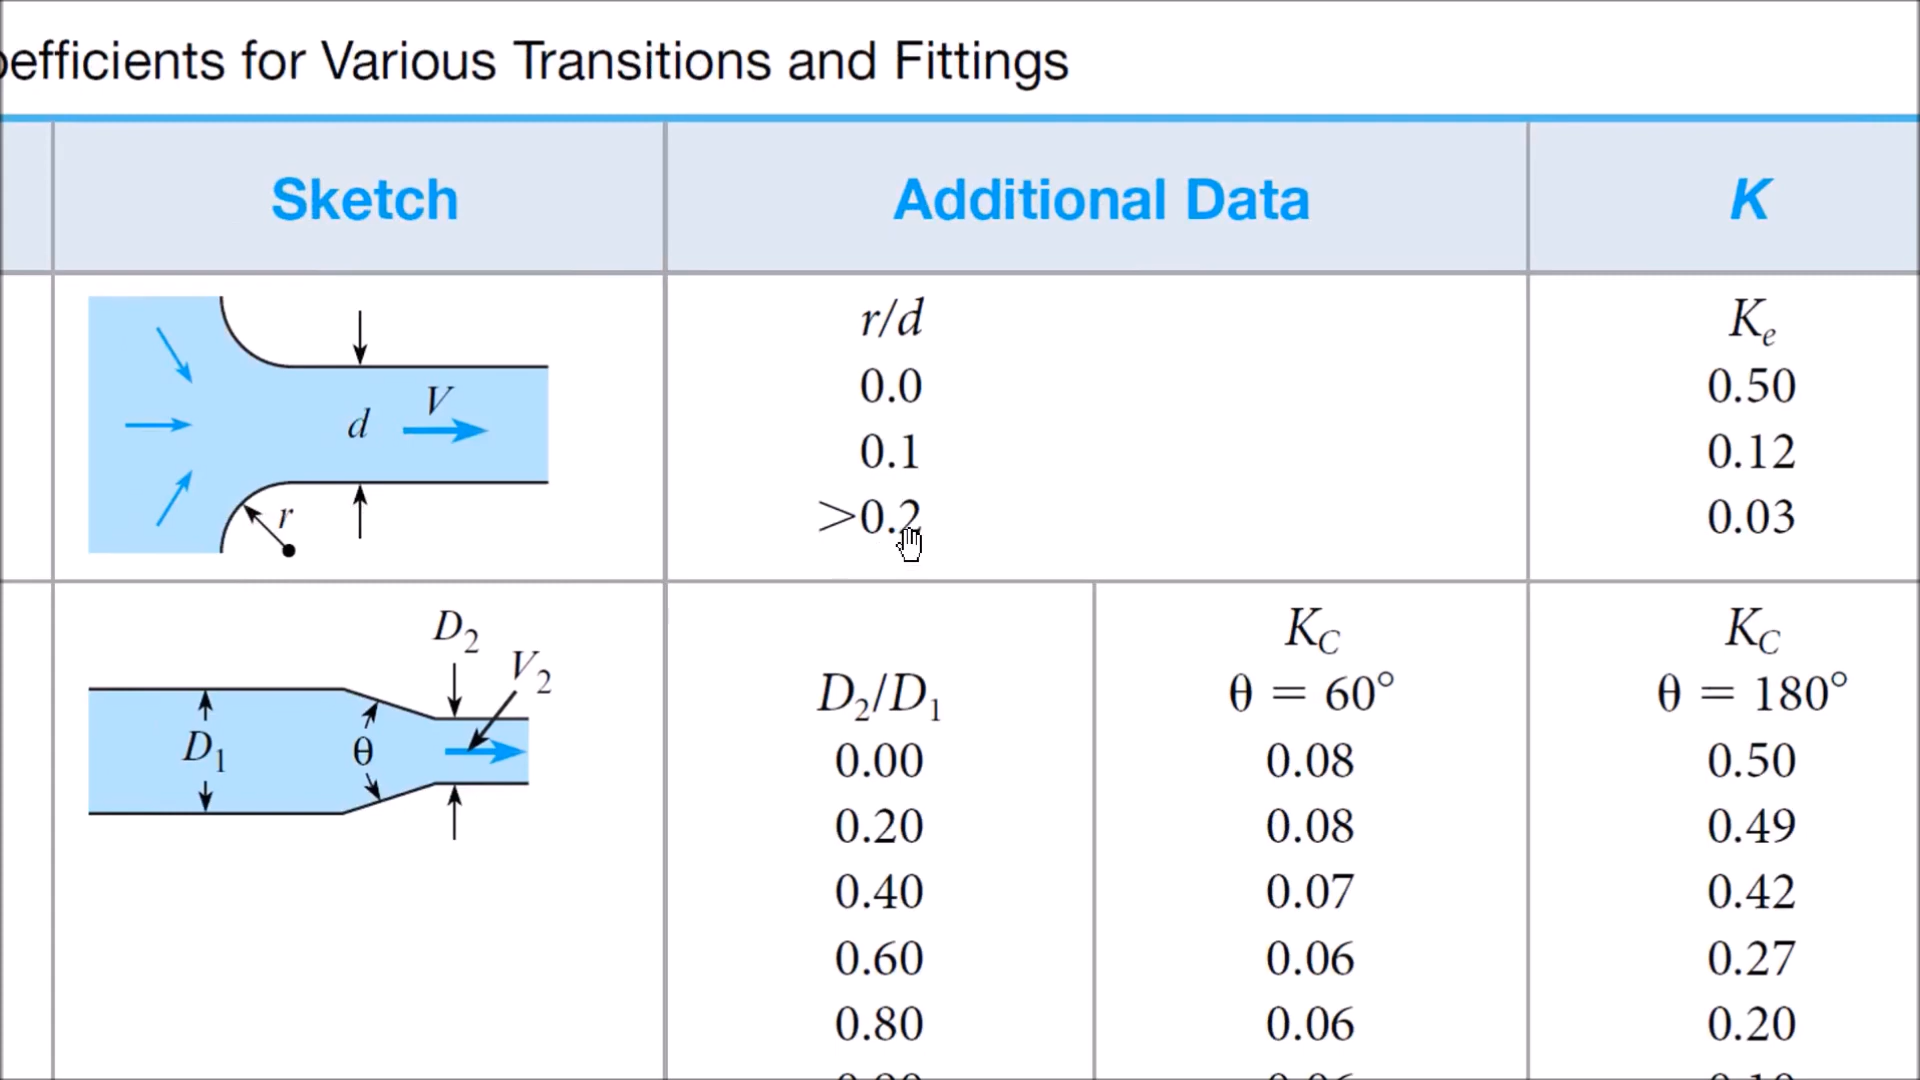 oefficients for Various Transitions and Fittings
Sketch Additional Data K
r/d K_e
0.0 0.50
0.1 0.12
>0.2 0.03
V
d
r
D₂/D₁ K_C θ = 60° K_C θ = 180°
0.00 0.08 0.50
0.20 0.08 0.49
0.40 0.07 0.42
0.60 0.06 0.27
0.80 0.06 0.20
D₂
V₂
D₁
θ